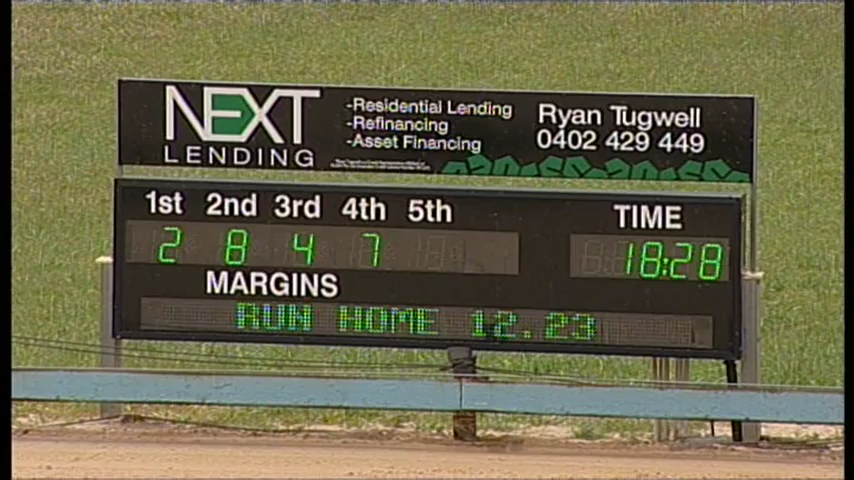 NEXT
LENDING
-Residential Lending
-Refinancing
-Asset Financing
Ryan Tugwell
0402 429 449
1st 2nd 3rd 4th 5th
2 8 4 7
TIME
18:28
MARGINS
RUN HOME 12.23